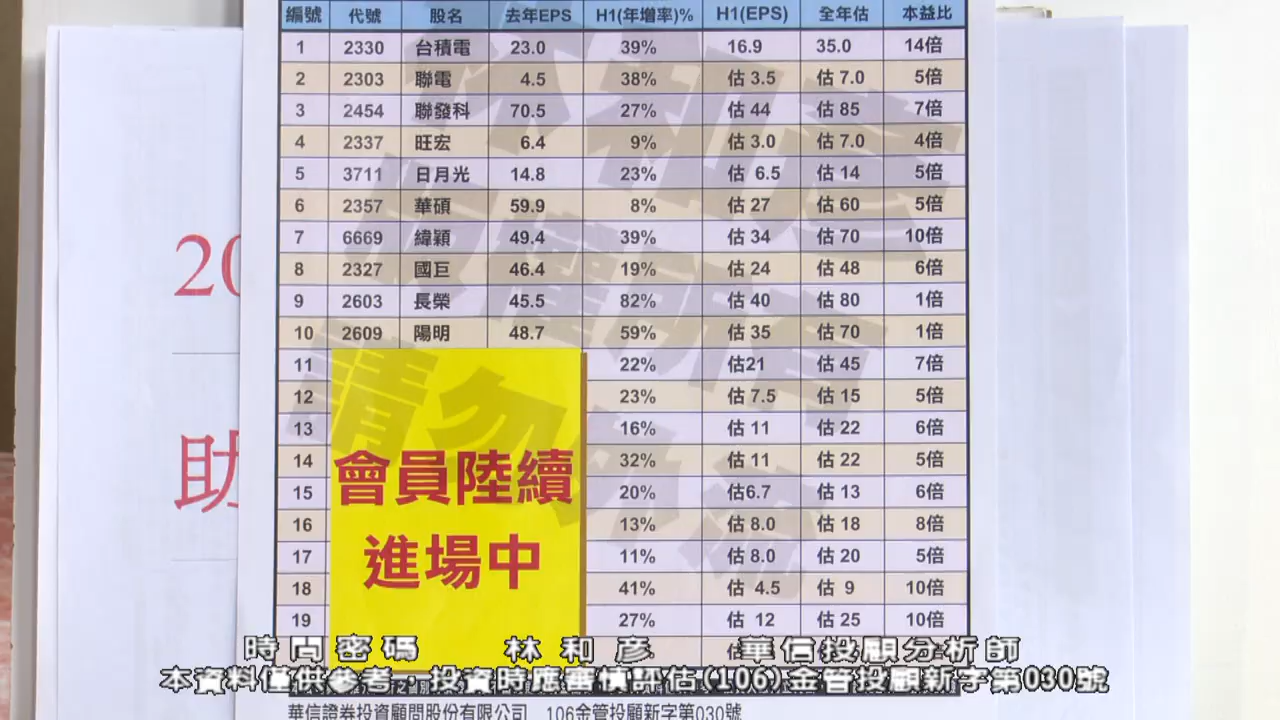 編號 代號 股名 去年EPS H1(年增率)% H1(EPS) 全年估 本益比
1 2330 台積電 23.0 39% 16.9 35.0 14倍
2 2303 聯電 4.5 38% 估 3.5 估 7.0 5倍
3 2454 聯發科 70.5 27% 估 44 估 85 7倍
4 2337 旺宏 6.4 9% 估 3.0 估 7.0 4倍
5 3711 日月光 14.8 23% 估 6.5 估 14 5倍
6 2357 華碩 59.9 8% 估 27 估 60 5倍
7 6669 緯穎 49.4 39% 估 34 估 70 10倍
8 2327 國巨 46.4 19% 估 24 估 48 6倍
9 2603 長榮 45.5 82% 估 40 估 80 1倍
10 2609 陽明 48.7 59% 估 35 估 70 1倍
11 22% 估21 估 45 7倍
12 23% 估 7.5 估 15 5倍
13 16% 估 11 估 22 6倍
14 32% 估 11 估 22 5倍
15 20% 估6.7 估 13 6倍
16 13% 估 8.0 估 18 8倍
17 11% 估 8.0 估 20 5倍
18 41% 估 4.5 估 9 10倍
19 27% 估 12 估 25 10倍
會員陸續
進場中
林和彥
版權所有
請勿外流
20
助
時間密碼 林和彥 華信投顧分析師
本資料僅供參考，投資時應審慎評估(106)金管投顧新字第030號
華信證券投資顧問股份有限公司 106金管投顧新字第030號